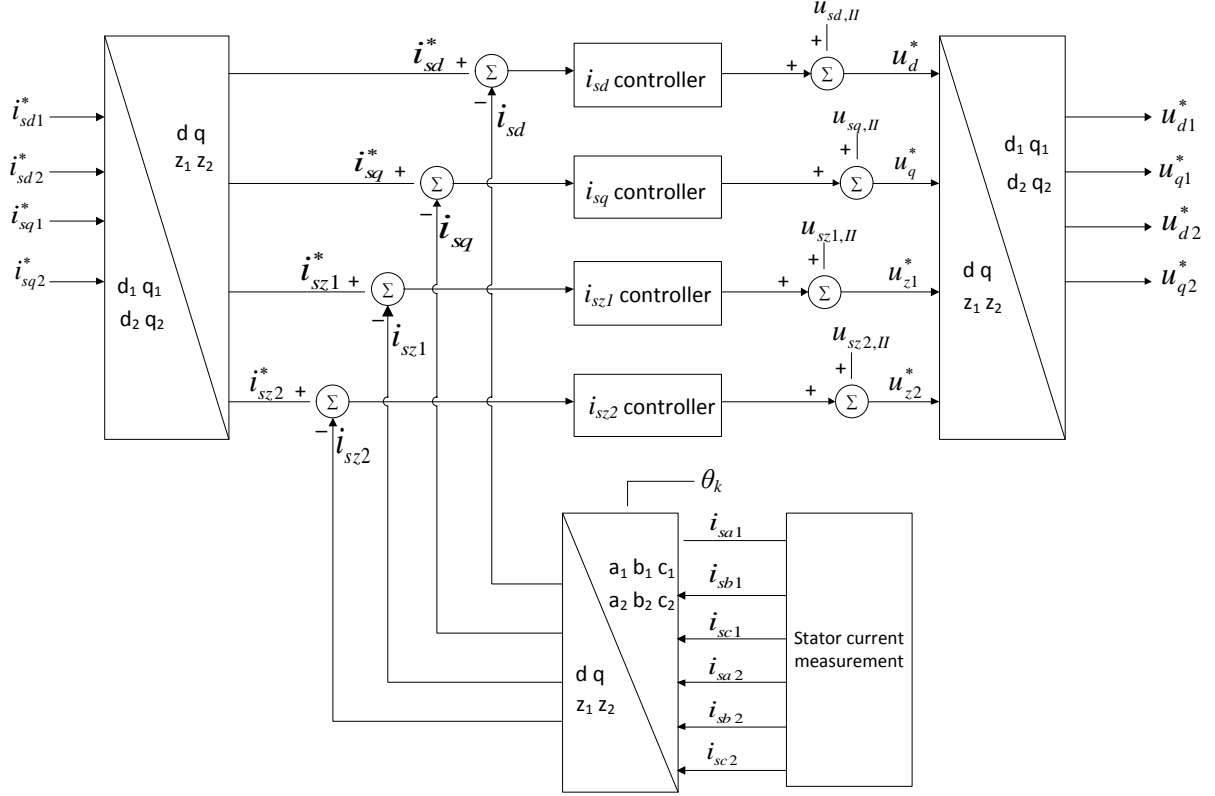 i*sd1
i*sd2
i*sq1
i*sq2
d q
z1 z2
d1 q1
d2 q2
i*sd +
Σ
−
isd
isd controller
usd,II
+
+
Σ
u*d
i*sq +
Σ
−
isq
isq controller
usq,II
+
+
Σ
u*q
i*sz1 +
Σ
−
isz1
isz1 controller
usz1,II
+
+
Σ
u*z1
i*sz2 +
Σ
−
isz2
isz2 controller
usz2,II
+
+
Σ
u*z2
d1 q1
d2 q2
d q
z1 z2
u*d1
u*q1
u*d2
u*q2
θk
a1 b1 c1
a2 b2 c2
d q
z1 z2
isa1
isb1
isc1
isa2
isb2
isc2
Stator current
measurement